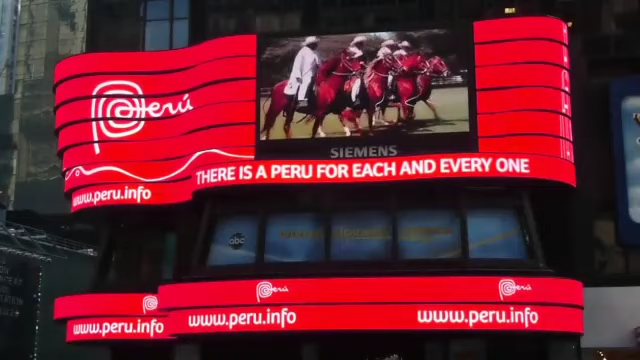 Perú
SIEMENS
THERE IS A PERU FOR EACH AND EVERY ONE
www.peru.info
abc
Perú
Perú
Perú
www.peru.info
www.peru.info
www.peru.info